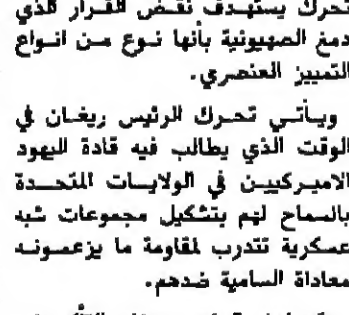 تحرك يستهدف نقض القرار الذي
دمغ الصهيونية بأنها نوع من انواع
التمييز العنصري.
ويأتي تحرك الرئيس ريغان في
الوقت الذي يطالب فيه قادة اليهود
الاميركيين في الولايات المتحدة
بالسماح لهم بتشكيل مجموعات شبه
عسكرية تتدرب لمقاومة ما يزعمونه
معاداة السامية ضدهم.